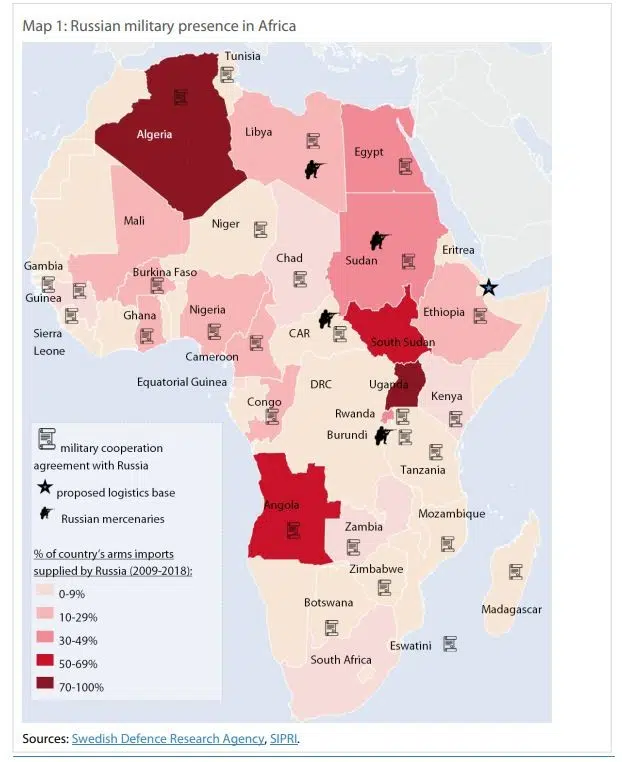 Map 1: Russian military presence in Africa
Tunisia
Algeria
Libya
Egypt
Mali
Niger
Chad
Sudan
Eritrea
Gambia
Burkina Faso
Guinea
Ghana
Nigeria
Ethiopia
Sierra
Leone
CAR
South Sudan
Cameroon
Equatorial Guinea
DRC
Uganda
Kenya
Congo
Rwanda
Burundi
Tanzania
Angola
Zambia
Mozambique
Zimbabwe
Botswana
Madagascar
Eswatini
South Africa
military cooperation
agreement with Russia
proposed logistics base
Russian mercenaries
% of country's arms imports
supplied by Russia (2009-2018):
0-9%
10-29%
30-49%
50-69%
70-100%
Sources: Swedish Defence Research Agency, SIPRI.